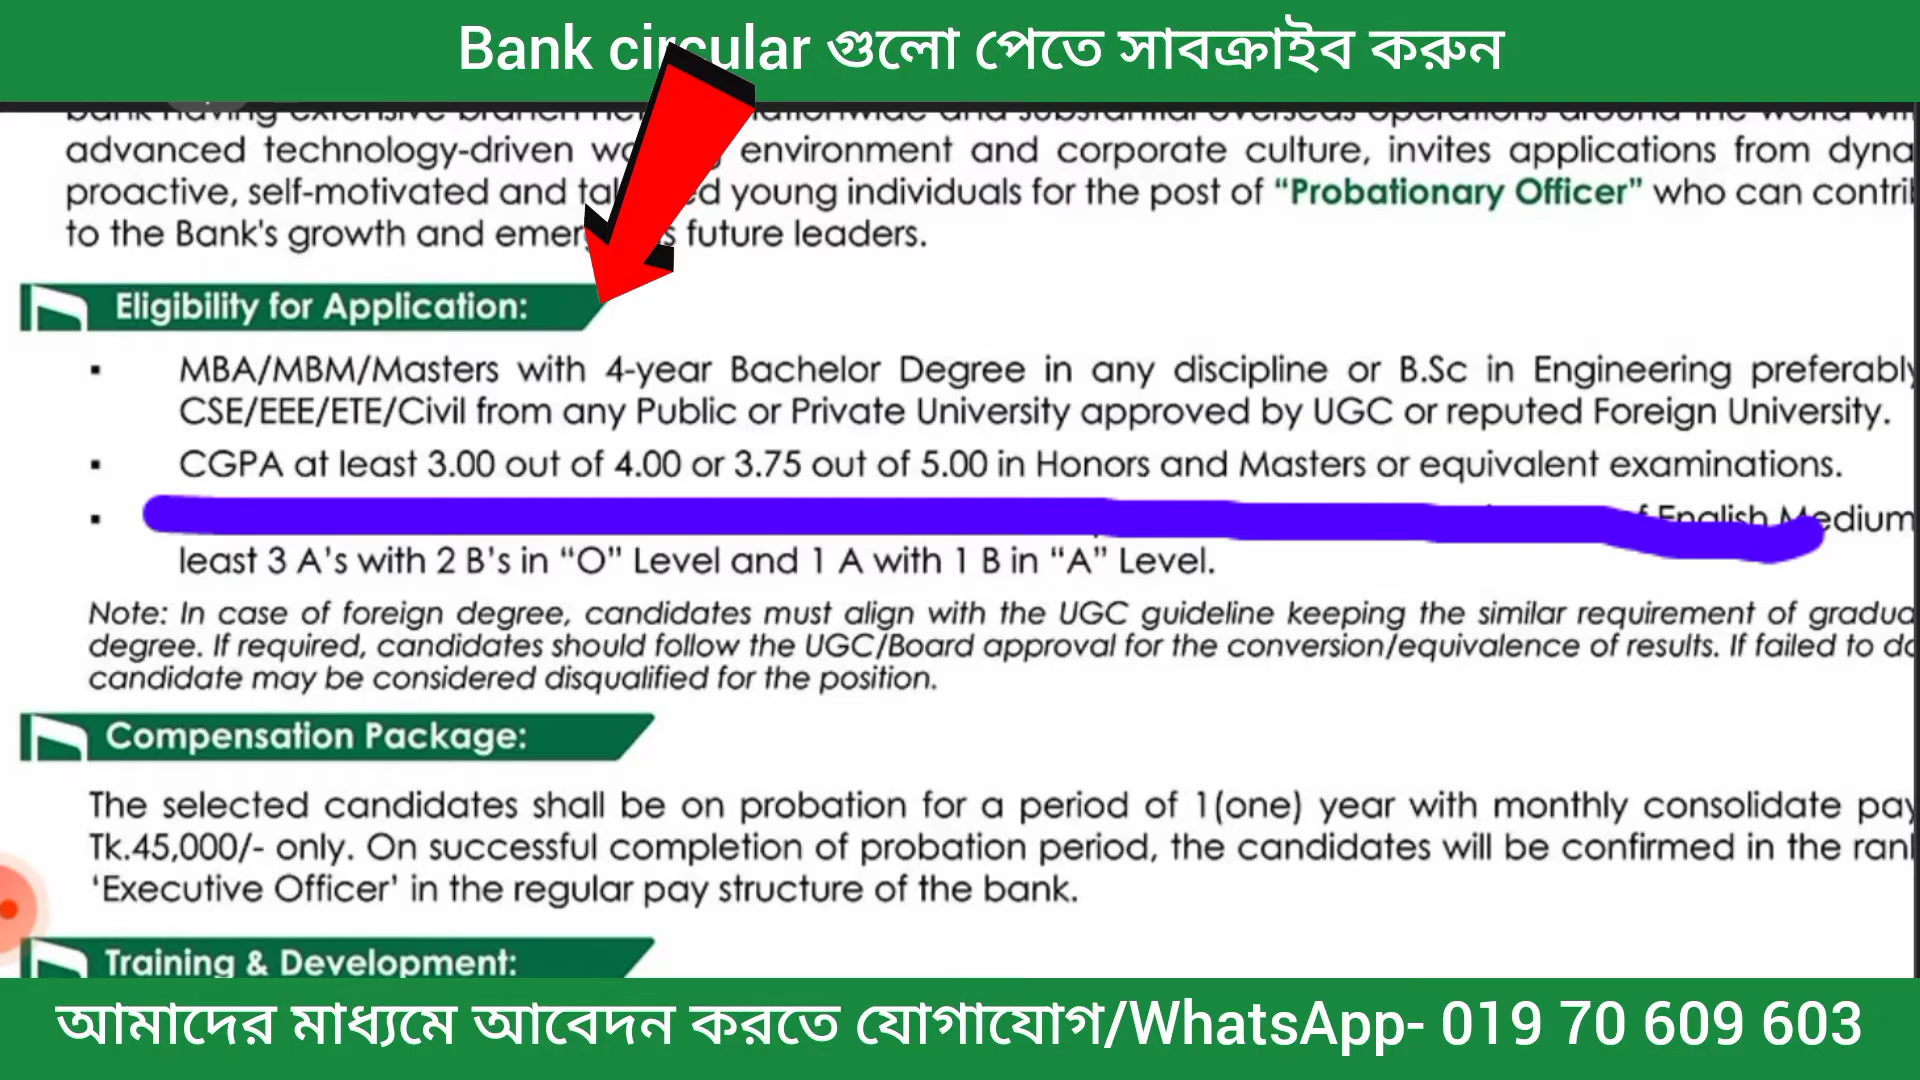 Bank circular গুলো পেতে সাবক্রাইব করুন
advanced technology-driven environment and corporate culture, invites applications from
proactive, self-motivated and young individuals for the post of “Probationary Officer” who can
to the Bank's growth and future leaders.
Eligibility for Application:
▪ MBA/MBM/Masters with 4-year Bachelor Degree in any discipline or B.Sc in Engineering preferably
CSE/EEE/ETE/Civil from any Public or Private University approved by UGC or reputed Foreign University.
▪ CGPA at least 3.00 out of 4.00 or 3.75 out of 5.00 in Honors and Masters or equivalent examinations.
▪ English Medium
least 3 A’s with 2 B’s in “O” Level and 1 A with 1 B in “A” Level.
Note: In case of foreign degree, candidates must align with the UGC guideline keeping the similar requirement of
degree. If required, candidates should follow the UGC/Board approval for the conversion/equivalence of results. If failed to
candidate may be considered disqualified for the position.
Compensation Package:
The selected candidates shall be on probation for a period of 1(one) year with monthly consolidate pay
Tk.45,000/- only. On successful completion of probation period, the candidates will be confirmed in the
‘Executive Officer’ in the regular pay structure of the bank.
Training & Development:
আমাদের মাধ্যমে আবেদন করতে যোগাযোগ/WhatsApp- 019 70 609 603